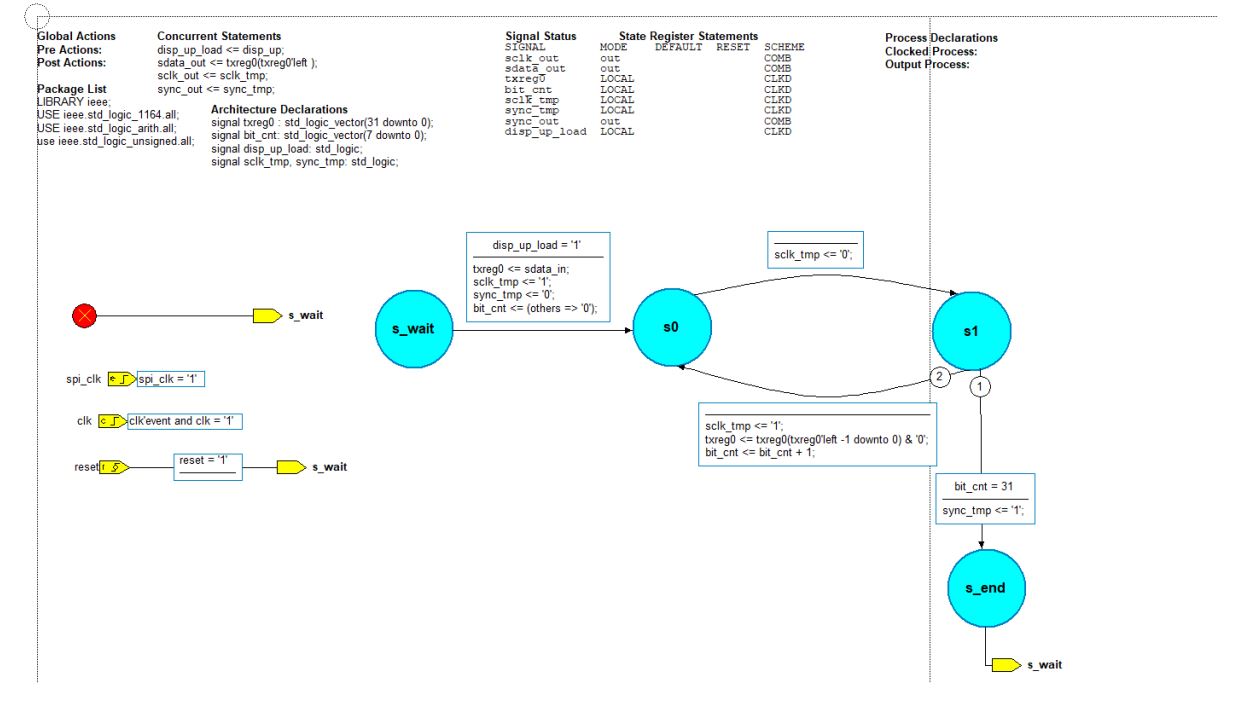 Global Actions
Pre Actions:
Post Actions:
Concurrent Statements
disp_up_load <= disp_up;
sdata_out <= txreg0(txreg0'left );
sclk_out <= sclk_tmp;
sync_out <= sync_tmp;
Package List
LIBRARY ieee;
USE ieee.std_logic_1164.all;
USE ieee.std_logic_arith.all;
use ieee.std_logic_unsigned.all;
Architecture Declarations
signal txreg0 : std_logic_vector(31 downto 0);
signal bit_cnt: std_logic_vector(7 downto 0);
signal disp_up_load: std_logic;
signal sclk_tmp, sync_tmp: std_logic;
Signal Status State Register Statements
SIGNAL MODE DEFAULT RESET SCHEME
sclk_out out COMB
sdata_out out COMB
txreg0 LOCAL CLKD
bit_cnt LOCAL CLKD
sclk_tmp LOCAL CLKD
sync_tmp LOCAL CLKD
sync_out out COMB
disp_up_load LOCAL CLKD
Process Declarations
Clocked Process:
Output Process:
s_wait
spi_clk e spi_clk = '1'
clk c clk'event and clk = '1'
reset r reset = '1' s_wait
s_wait
disp_up_load = '1'
txreg0 <= sdata_in;
sclk_tmp <= '1';
sync_tmp <= '0';
bit_cnt <= (others => '0');
s0
sclk_tmp <= '0';
s1
2
1
sclk_tmp <= '1';
txreg0 <= txreg0(txreg0'left -1 downto 0) & '0';
bit_cnt <= bit_cnt + 1;
bit_cnt = 31
sync_tmp <= '1';
s_end
s_wait